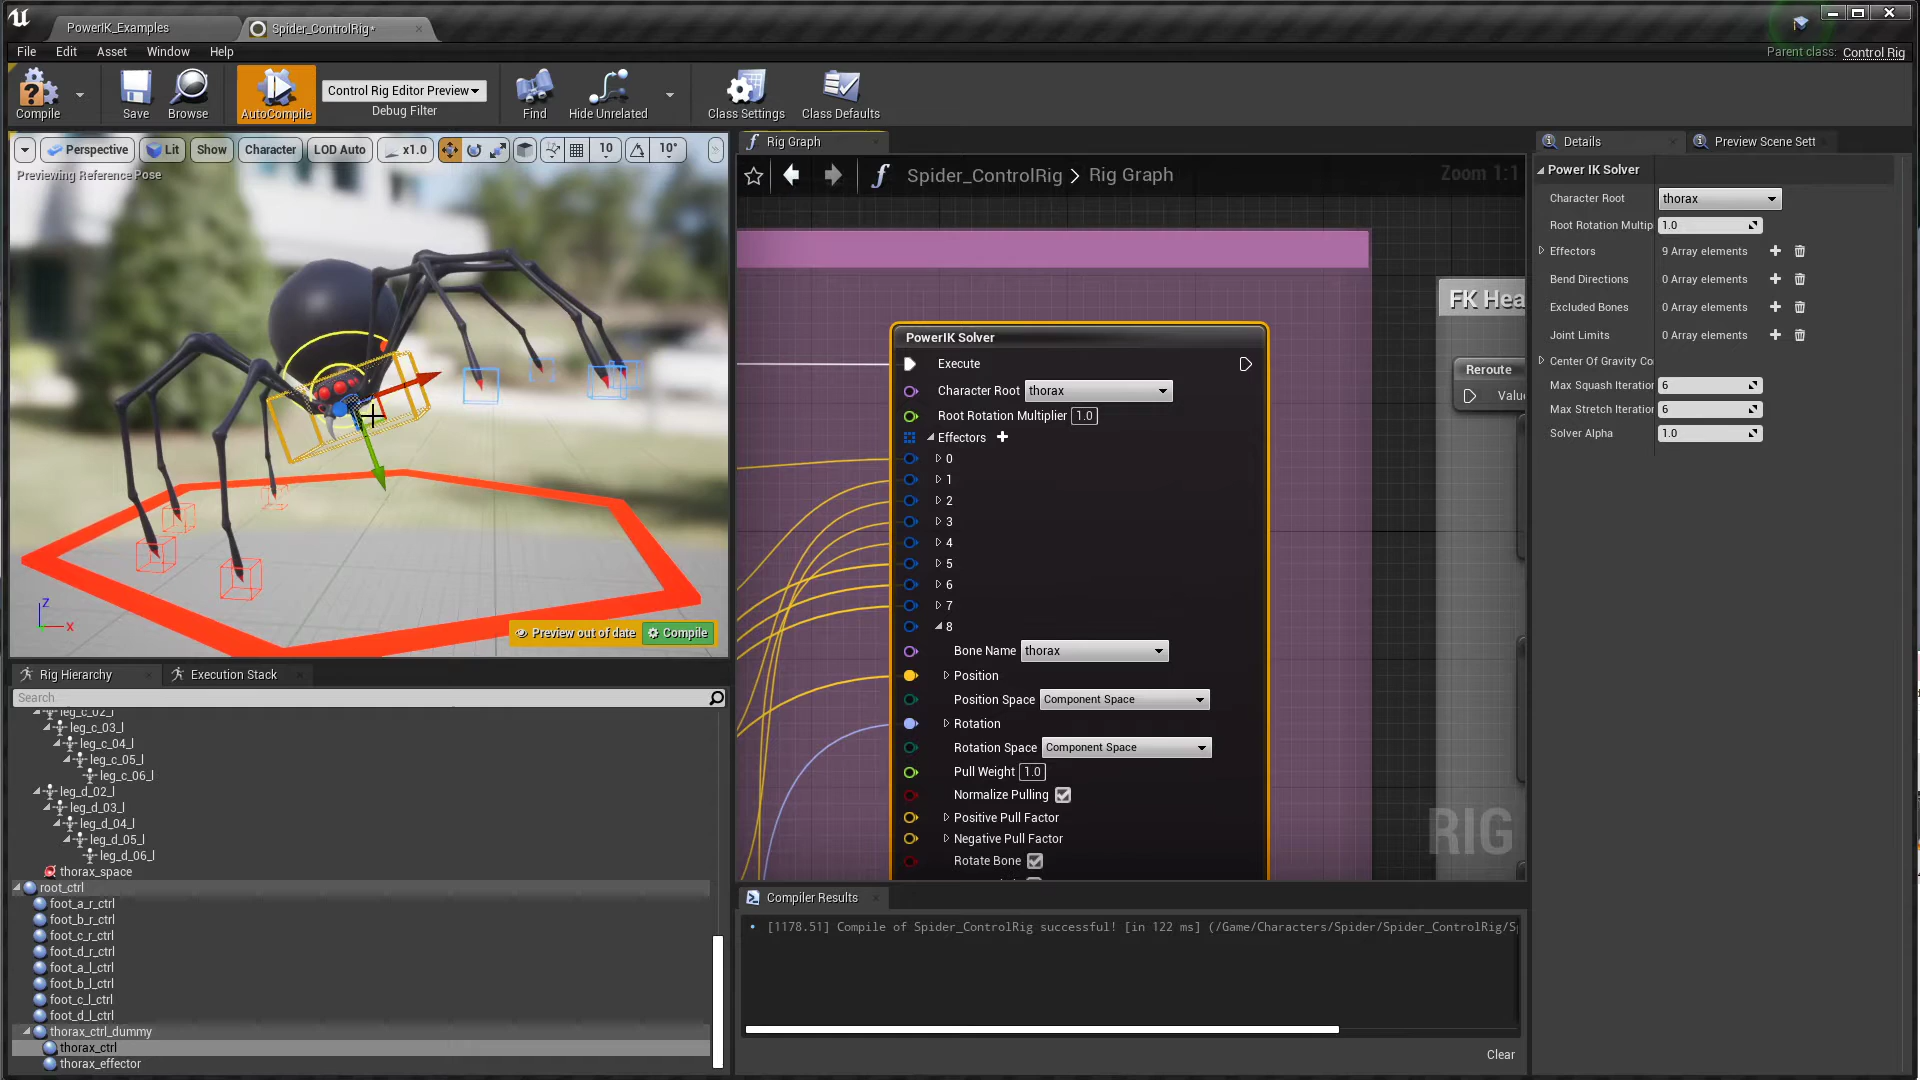 PowerIK_Examples
Spider_ControlRig*
File Edit Asset Window Help
Parent class: Control Rig
Compile
Save
Browse
AutoCompile
Control Rig Editor Preview
Debug Filter
Find
Hide Unrelated
Class Settings
Class Defaults
Perspective Lit Show Character LOD Auto x1.0 10 10°
Previewing Reference Pose
Z
X
Preview out of date
Compile
Rig Hierarchy
Execution Stack
Search
leg_c_02_l
leg_c_03_l
leg_c_04_l
leg_c_05_l
leg_c_06_l
leg_d_02_l
leg_d_03_l
leg_d_04_l
leg_d_05_l
leg_d_06_l
thorax_space
root_ctrl
foot_a_r_ctrl
foot_b_r_ctrl
foot_c_r_ctrl
foot_d_r_ctrl
foot_a_l_ctrl
foot_b_l_ctrl
foot_c_l_ctrl
foot_d_l_ctrl
thorax_ctrl_dummy
thorax_ctrl
thorax_effector
Rig Graph
Spider_ControlRig > Rig Graph
Zoom 1:1
PowerIK Solver
Execute
Character Root thorax
Root Rotation Multiplier 1.0
Effectors
0
1
2
3
4
5
6
7
8
Bone Name thorax
Position
Position Space Component Space
Rotation
Rotation Space Component Space
Pull Weight 1.0
Normalize Pulling
Positive Pull Factor
Negative Pull Factor
Rotate Bone
FK Hea
Reroute
Valu
RIG
Compiler Results
[1178.51] Compile of Spider_ControlRig successful! [in 122 ms] (/Game/Characters/Spider/Spider_ControlRig/S
Clear
Details
Preview Scene Sett
Power IK Solver
Character Root thorax
Root Rotation Multip 1.0
Effectors 9 Array elements
Bend Directions 0 Array elements
Excluded Bones 0 Array elements
Joint Limits 0 Array elements
Center Of Gravity Co
Max Squash Iteration 6
Max Stretch Iteration 6
Solver Alpha 1.0